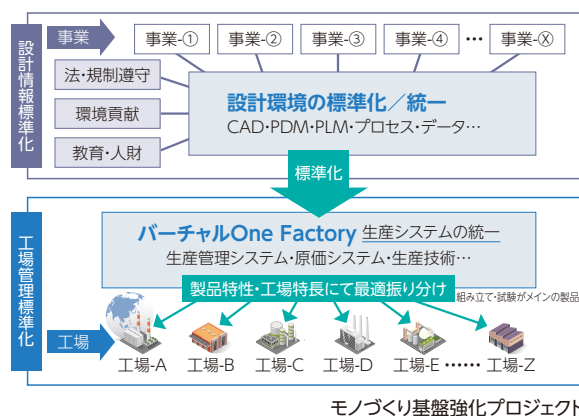 設計情報標準化
事業
事業-①
事業-②
事業-③
事業-④
…
事業-Ⓧ
法・規制遵守
環境貢献
教育・人財
設計環境の標準化／統一
CAD・PDM・PLM・プロセス・データ…
標準化
工場管理標準化
バーチャルOne Factory 生産システムの統一
生産管理システム・原価システム・生産技術…
製品特性・工場特長にて最適振り分け
組み立て・試験がメインの製品
工場
工場-A
工場-B
工場-C
工場-D
工場-E
……
工場-Z
モノづくり基盤強化プロジェクト